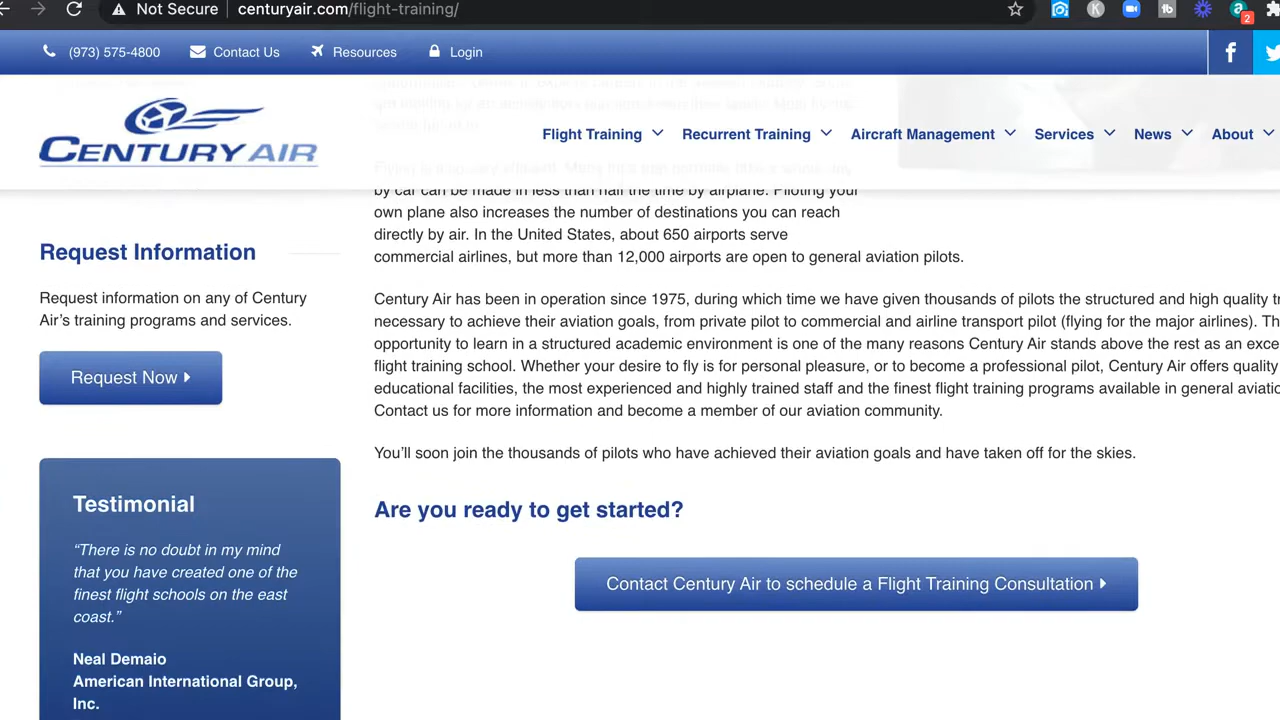 Not Secure centuryair.com/flight-training/
2
(973) 575-4800 Contact Us Resources Login
CENTURY AIR
Flight Training Recurrent Training Aircraft Management Services News About
by car can be made in less than half the time by airplane. Piloting your
own plane also increases the number of destinations you can reach
directly by air. In the United States, about 650 airports serve
commercial airlines, but more than 12,000 airports are open to general aviation pilots.
Century Air has been in operation since 1975, during which time we have given thousands of pilots the structured and high quality
necessary to achieve their aviation goals, from private pilot to commercial and airline transport pilot (flying for the major airlines).
opportunity to learn in a structured academic environment is one of the many reasons Century Air stands above the rest as an
flight training school. Whether your desire to fly is for personal pleasure, or to become a professional pilot, Century Air offers quality
educational facilities, the most experienced and highly trained staff and the finest flight training programs available in general
Contact us for more information and become a member of our aviation community.
You'll soon join the thousands of pilots who have achieved their aviation goals and have taken off for the skies.
Are you ready to get started?
Contact Century Air to schedule a Flight Training Consultation
Request Information
Request information on any of Century
Air's training programs and services.
Request Now
Testimonial
“There is no doubt in my mind
that you have created one of the
finest flight schools on the east
coast.”
Neal Demaio
American International Group,
Inc.